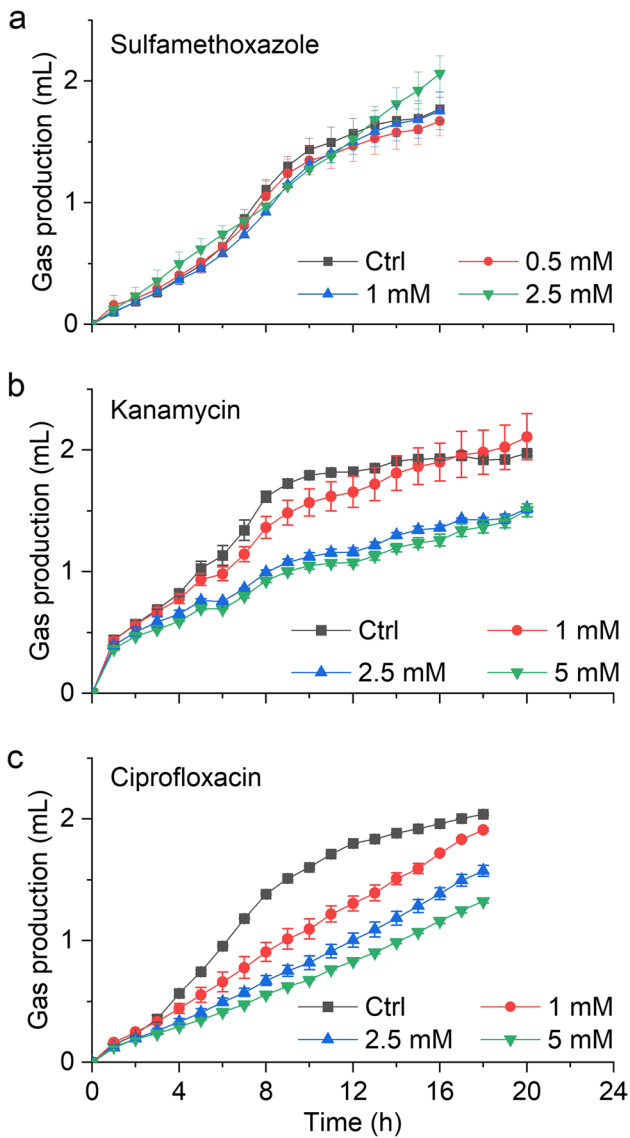 a
Sulfamethoxazole
Gas production (mL)
2
1
0
Ctrl
0.5 mM
1 mM
2.5 mM
b
Kanamycin
Gas production (mL)
2
1
0
Ctrl
1 mM
2.5 mM
5 mM
c
Ciprofloxacin
Gas production (mL)
2
1
0
Ctrl
1 mM
2.5 mM
5 mM
0 4 8 12 16 20 24
Time (h)